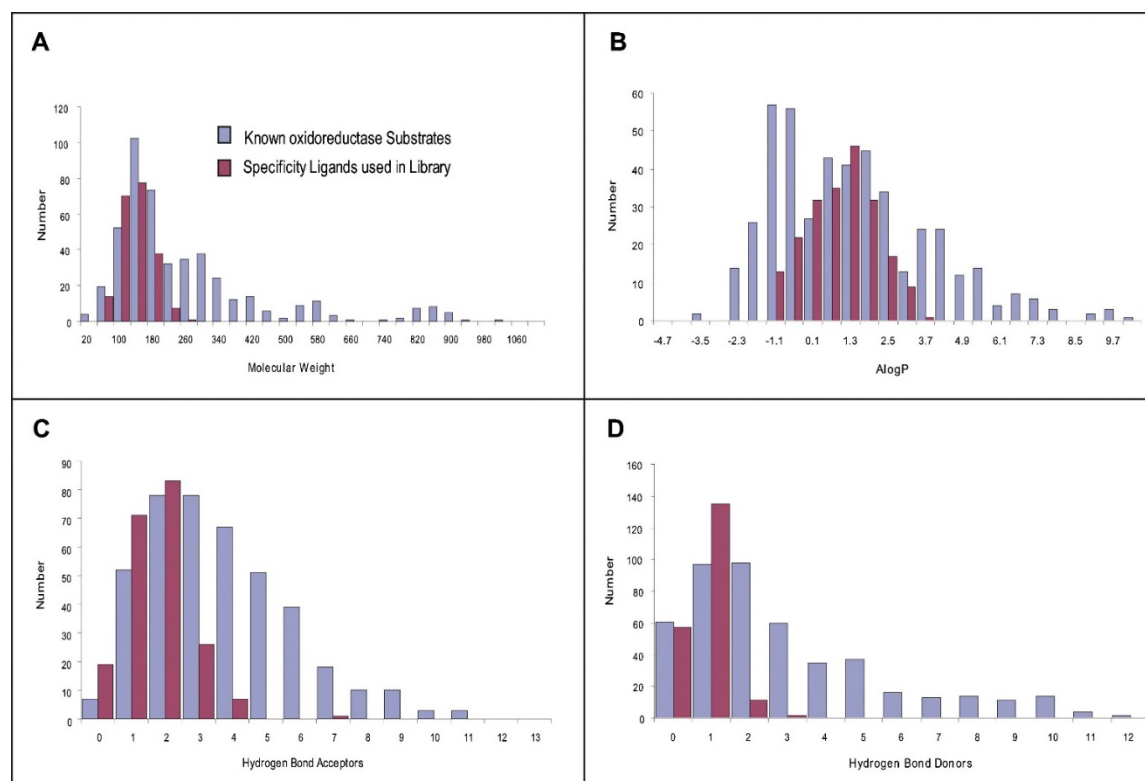 A
120
100
80
60
40
20
0
Number
Known oxidoreductase Substrates
Specificity Ligands used in Library
20 100 180 260 340 420 500 580 660 740 820 900 980 1060
Molecular Weight
B
60
50
40
30
20
10
0
Number
-4.7 -3.5 -2.3 -1.1 0.1 1.3 2.5 3.7 4.9 6.1 7.3 8.5 9.7
AlogP
C
90
80
70
60
50
40
30
20
10
0
Number
0 1 2 3 4 5 6 7 8 9 10 11 12 13
Hydrogen Bond Acceptors
D
160
140
120
100
80
60
40
20
0
Number
0 1 2 3 4 5 6 7 8 9 10 11 12
Hydrogen Bond Donors